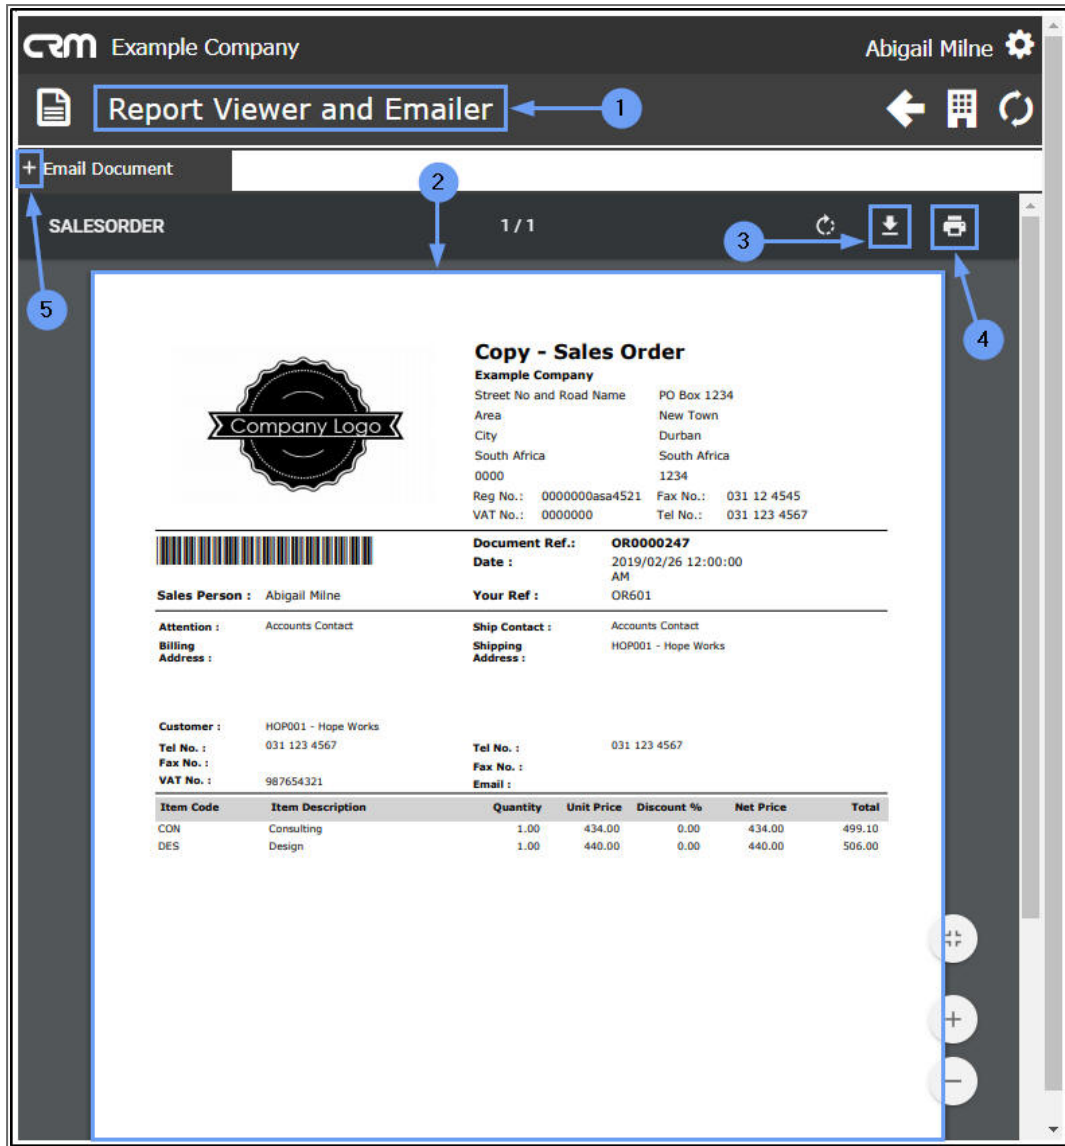 CRM Example Company Abigail Milne
Report Viewer and Emailer 1
+ Email Document
2
SALESORDER 1 / 1
3
5
4
Copy - Sales Order
Company Logo
Example Company
Street No and Road Name PO Box 1234
Area New Town
City Durban
South Africa South Africa
0000 1234
Reg No.: 0000000asa4521 Fax No.: 031 12 4545
VAT No.: 0000000 Tel No.: 031 123 4567
Document Ref.: OR0000247
Date : 2019/02/26 12:00:00
AM
Sales Person : Abigail Milne Your Ref : OR601
Attention : Accounts Contact Ship Contact : Accounts Contact
Billing Shipping HOP001 - Hope Works
Address : Address :
Customer : HOP001 - Hope Works
Tel No. : 031 123 4567 Tel No. : 031 123 4567
Fax No. : Fax No. :
VAT No. : 987654321 Email :
Item Code Item Description Quantity Unit Price Discount % Net Price Total
CON Consulting 1.00 434.00 0.00 434.00 499.10
DES Design 1.00 440.00 0.00 440.00 506.00